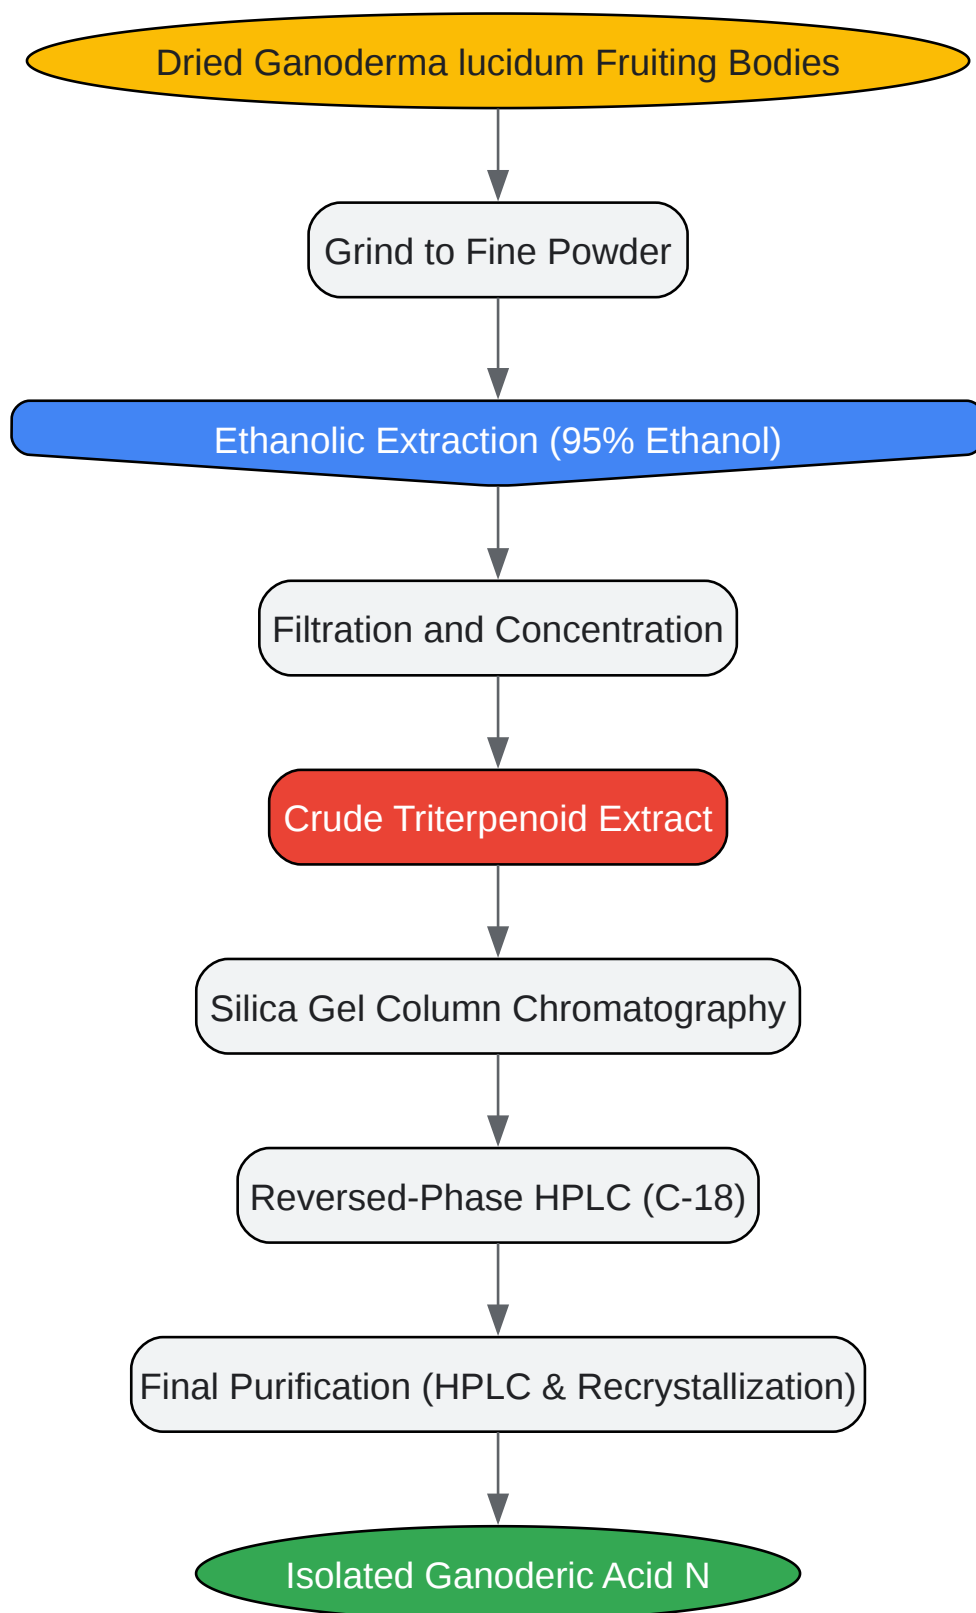 Dried Ganoderma lucidum Fruiting Bodies
Grind to Fine Powder
Ethanolic Extraction (95% Ethanol)
Filtration and Concentration
Crude Triterpenoid Extract
Silica Gel Column Chromatography
Reversed-Phase HPLC (C-18)
Final Purification (HPLC & Recrystallization)
Isolated Ganoderic Acid N